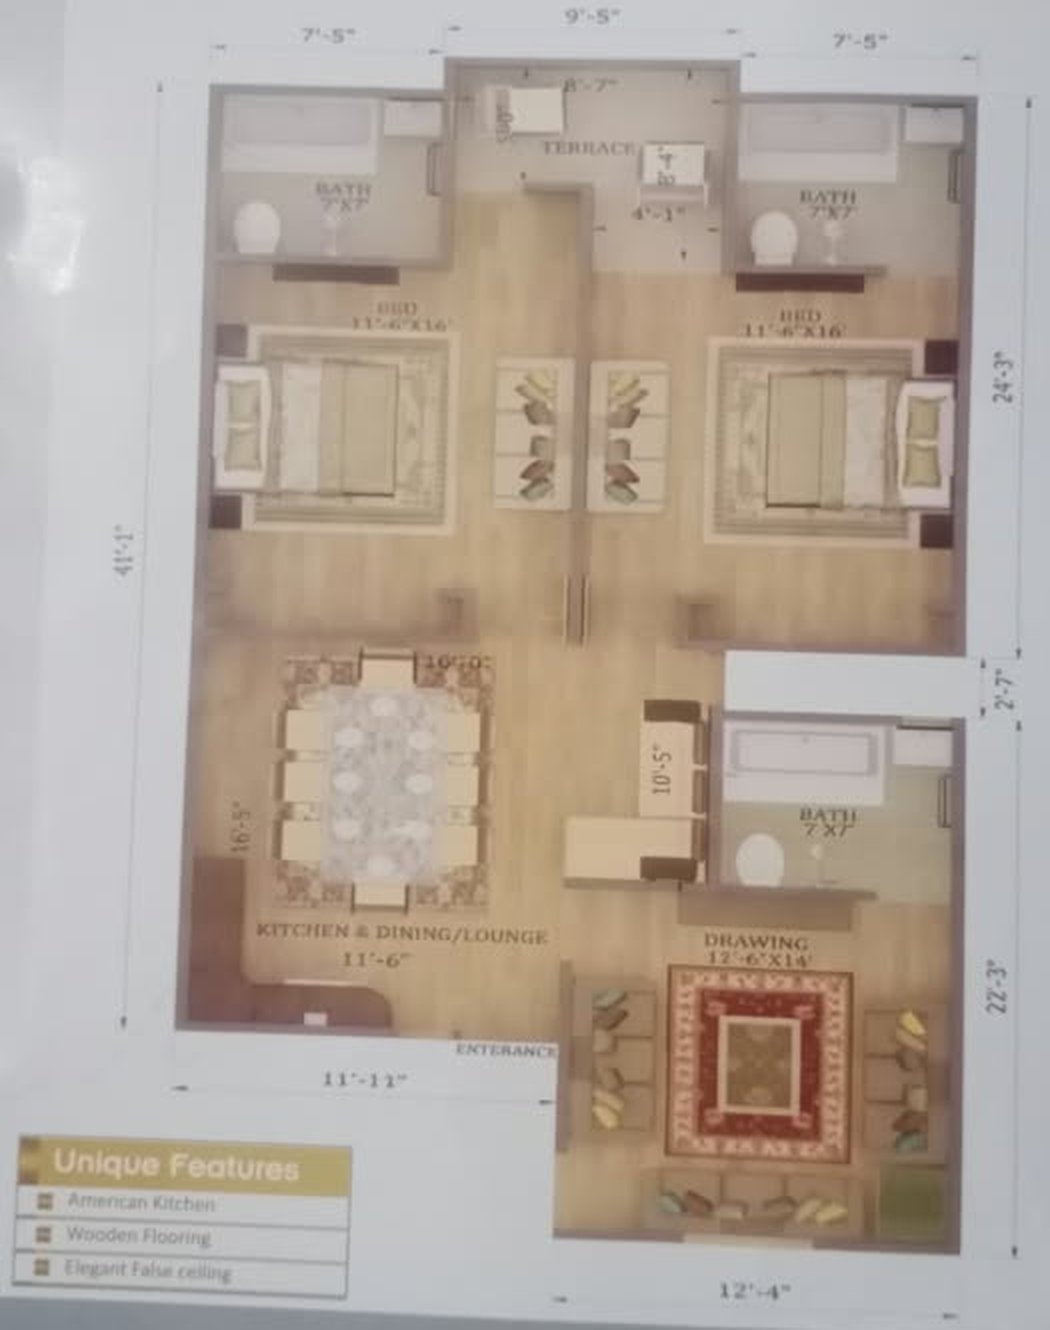 9'-5"
7'-5"
7'-5"
8'-7"
TERRACE
4'-1"
BATH
7'X7'
BATH
7'X7'
BED
11'-6"X16'
BED
11'-6"X16'
24'-3"
41'-1"
2'-7"
10'-5"
16'-5"
BATH
7'X7'
KITCHEN & DINING/LOUNGE
11'-6"
DRAWING
12'-6"X14'
22'-3"
ENTERANCE
11'-11"
12'-4"
Unique Features
American Kitchen
Wooden Flooring
Elegant False ceiling